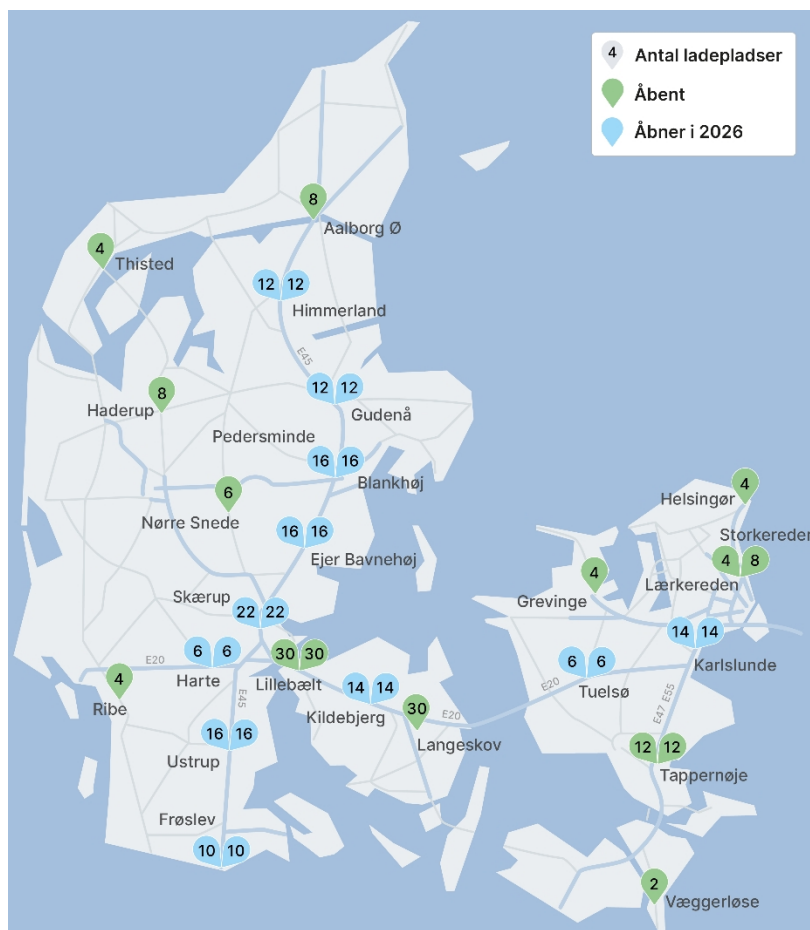 4 Antal ladepladser
Åbent
Åbner i 2026
8
Aalborg Ø
4
Thisted
12 12
Himmerland
E45
8
Haderup
12 12
Gudenå
Pedersminde
16 16
Blankhøj
6
Nørre Snede
16 16
Ejer Bavnehøj
4
Helsingør
Storkereden
4 8
Lærkereden
4
Grevinge
Skærup
22 22
14 14
Karlslunde
E20
6 6
Harte
30 30
Lillebælt
6 6
Tuelsø
E20
4
Ribe
E45
14 14
Kildebjerg
30
E20
Langeskov
E47 E55
16 16
Ustrup
12 12
Tappernøje
Frøslev
10 10
2
Væggerløse